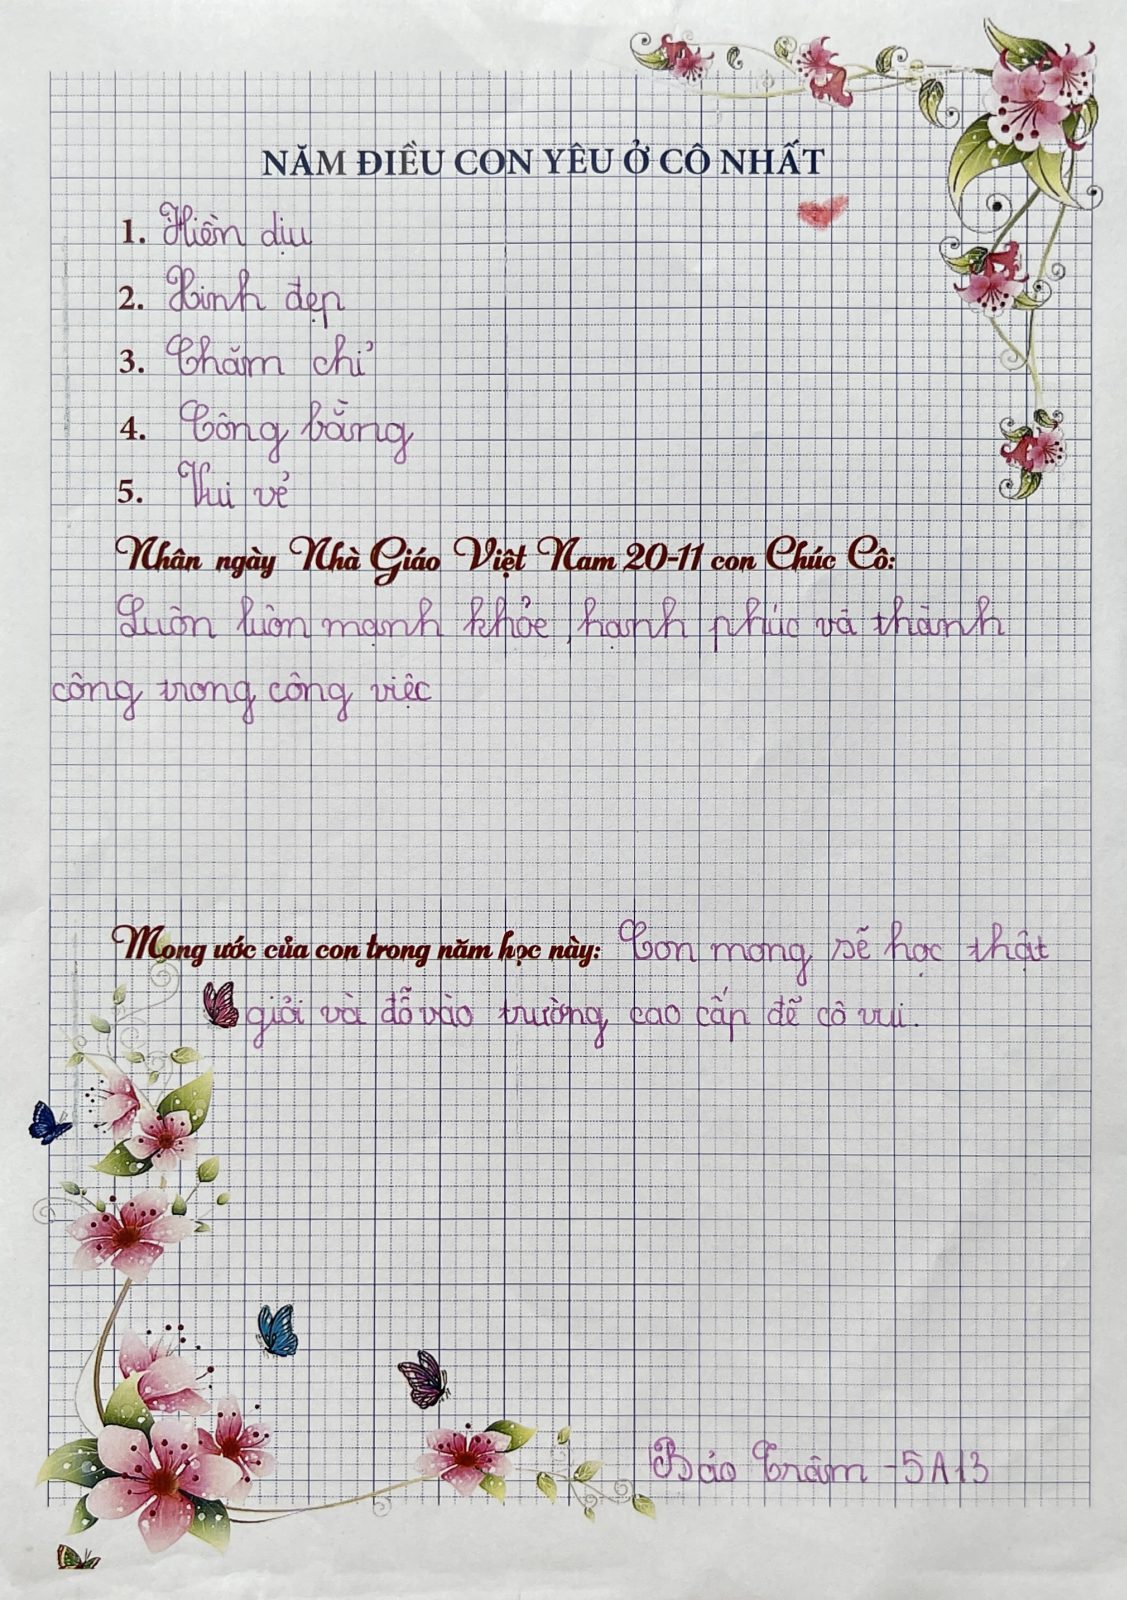 NĂM ĐIỀU CON YÊU Ở CÔ NHẤT
1. Hiền dịu
2. Xinh đẹp
3. Chăm chỉ
4. Công bằng
5. Vui vẻ
Nhân ngày Nhà Giáo Việt Nam 20-11 con Chúc Cô:
Luôn luôn mạnh khỏe, hạnh phúc và thành
công trong công việc
Mong ước của con trong năm học này: Con mong sẽ học thật
giỏi và đỗ vào trường cao cấp để cô vui.
Bảo Trâm - 5A13